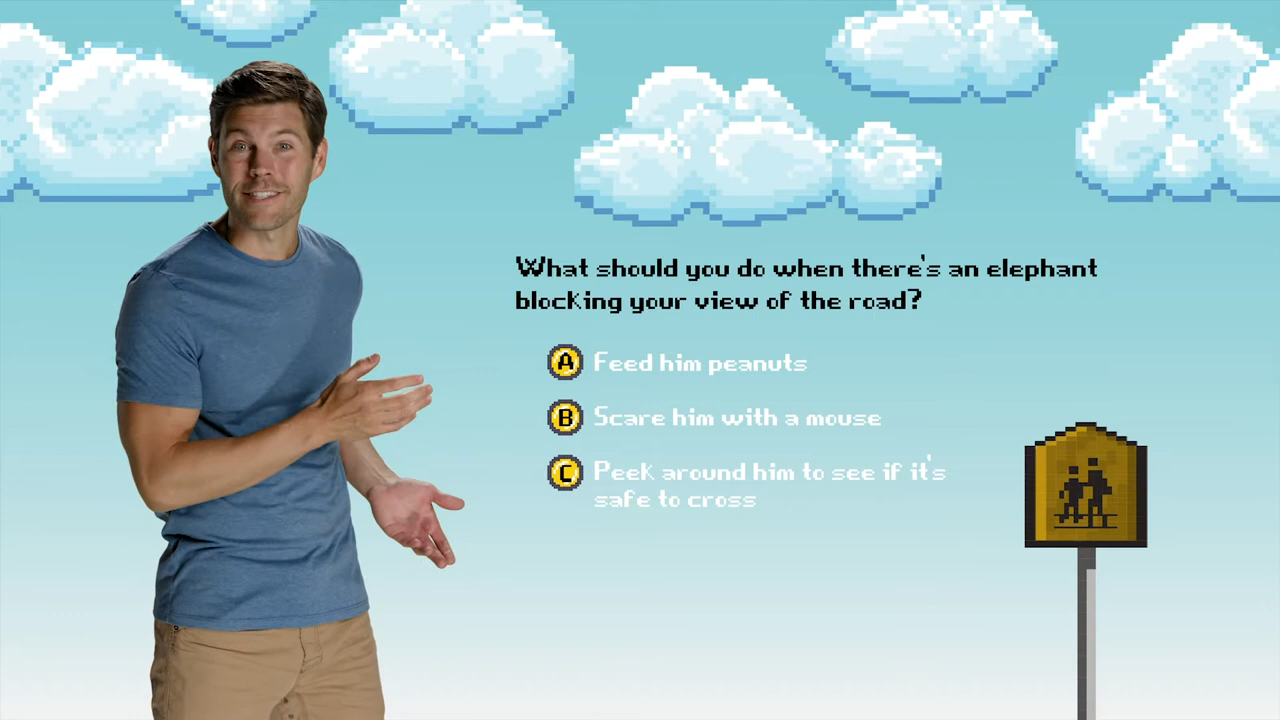 What should you do when there's an elephant
blocking your view of the road?
A Feed him peanuts
B Scare him with a mouse
C Peek around him to see if it's
safe to cross